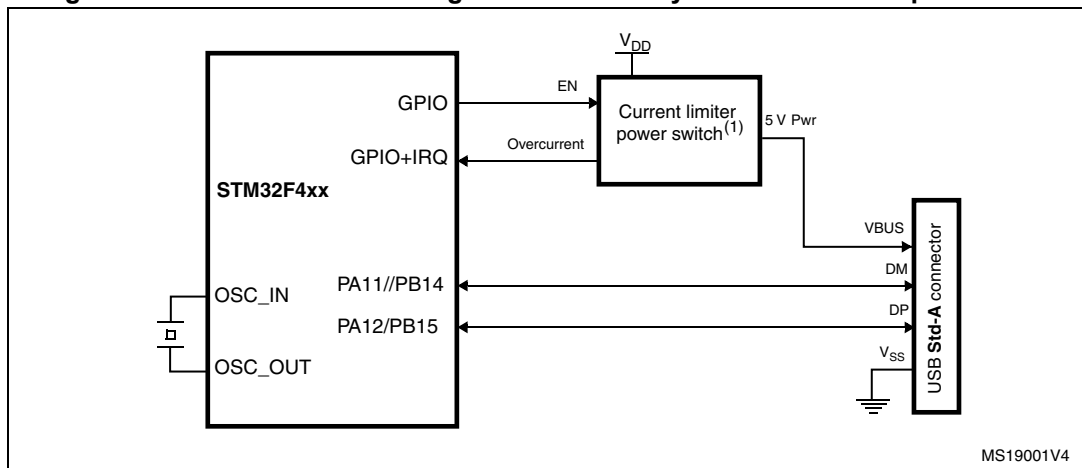 V_DD
EN
GPIO
Current limiter
power switch(1)
5 V Pwr
Overcurrent
GPIO+IRQ
STM32F4xx
VBUS
DM
PA11//PB14
OSC_IN
DP
PA12/PB15
V_SS
OSC_OUT
USB Std-A connector
MS19001V4